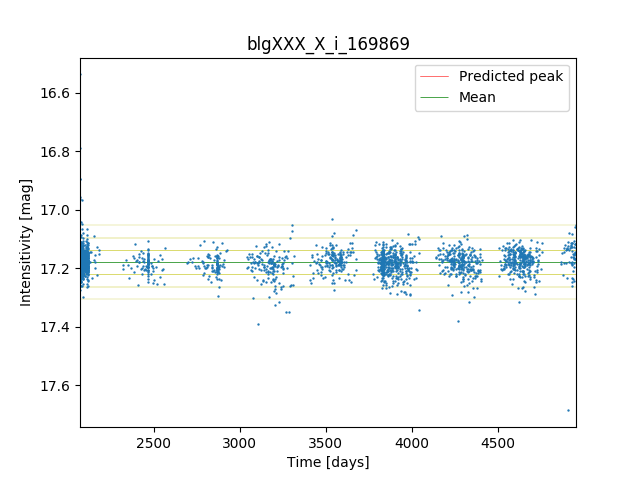 blgXXX_X_i_169869
Predicted peak
Mean
Intensitivity [mag]
16.6
16.8
17.0
17.2
17.4
17.6
2500
3000
3500
4000
4500
Time [days]